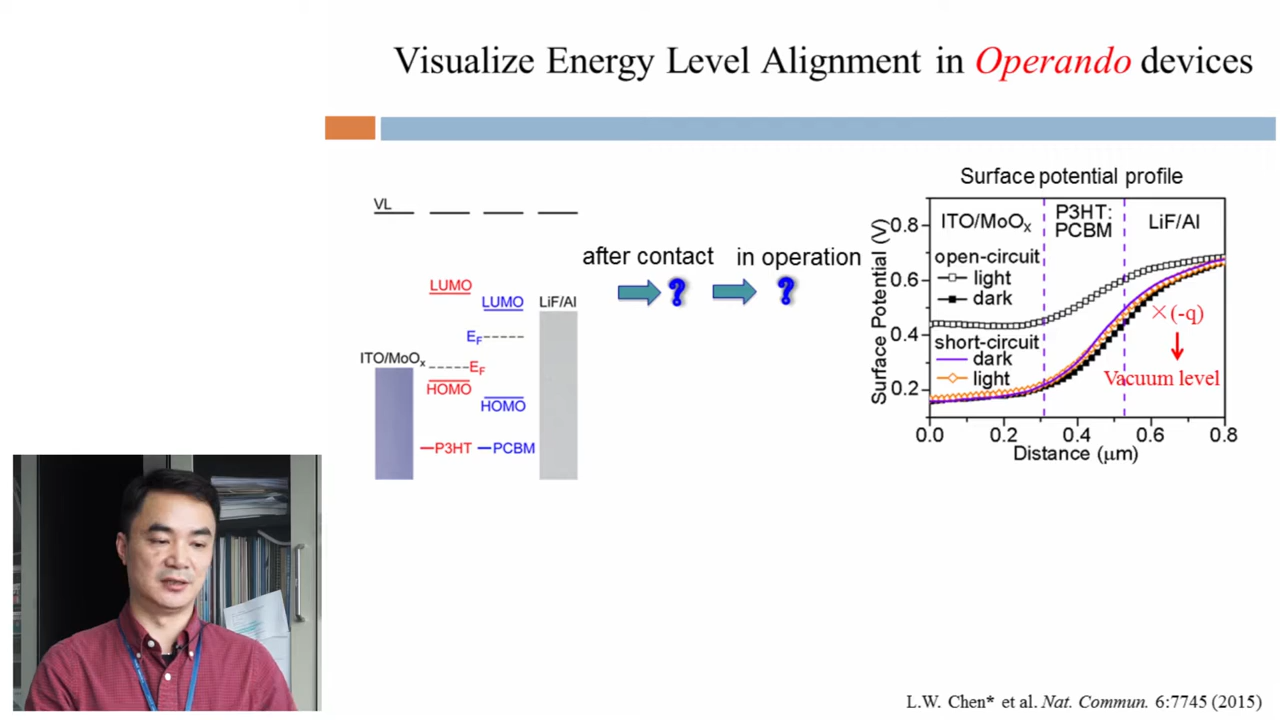 Visualize Energy Level Alignment in Operando devices
VL
LUMO
LUMO
LiF/Al
E_F
ITO/MoOₓ
E_F
HOMO
HOMO
P3HT
PCBM
after contact
?
in operation
?
Surface potential profile
Surface Potential (V)
0.8
0.6
0.4
0.2
ITO/MoOₓ
P3HT:
PCBM
LiF/Al
open-circuit
light
dark
short-circuit
dark
light
×(-q)
Vacuum level
0.0 0.2 0.4 0.6 0.8
Distance (μm)
L.W. Chen* et al. Nat. Commun. 6:7745 (2015)